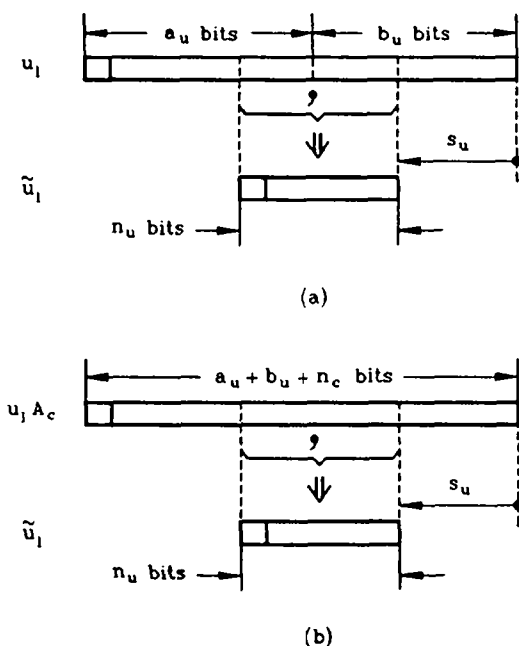 a_u bits b_u bits
u_l
,
s_u
ũ_l
n_u bits
(a)
a_u + b_u + n_c bits
u_l A_c
,
s_u
ũ_l
n_u bits
(b)